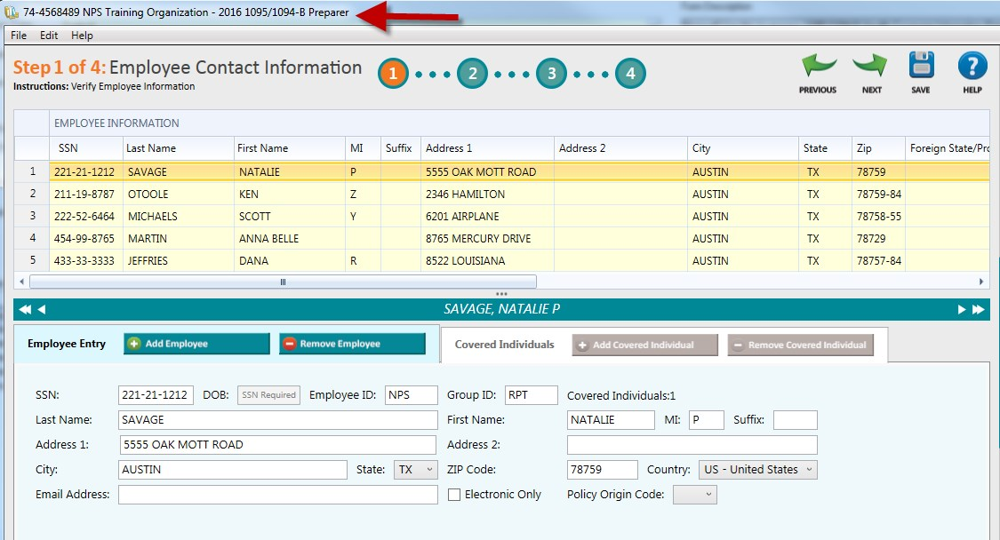 74-4568489 NPS Training Organization - 2016 1095/1094-B Preparer
File Edit Help
Step 1 of 4: Employee Contact Information
1 2 3 4
Instructions: Verify Employee Information
PREVIOUS NEXT SAVE HELP
EMPLOYEE INFORMATION
SSN Last Name First Name MI Suffix Address 1 Address 2 City State Zip Foreign State/Pro
1 221-21-1212 SAVAGE NATALIE P 5555 OAK MOTT ROAD AUSTIN TX 78759
2 211-19-8787 OTOOLE KEN Z 2346 HAMILTON AUSTIN TX 78759-84
3 222-52-6464 MICHAELS SCOTT Y 6201 AIRPLANE AUSTIN TX 78758-55
4 454-99-8765 MARTIN ANNA BELLE 8765 MERCURY DRIVE AUSTIN TX 78729
5 433-33-3333 JEFFRIES DANA R 8522 LOUISIANA AUSTIN TX 78757-84
SAVAGE, NATALIE P
Employee Entry Add Employee Remove Employee Covered Individuals Add Covered Individual Remove Covered Individual
SSN: 221-21-1212 DOB: SSN Required Employee ID: NPS Group ID: RPT Covered Individuals:1
Last Name: SAVAGE First Name: NATALIE MI: P Suffix:
Address 1: 5555 OAK MOTT ROAD Address 2:
City: AUSTIN State: TX ZIP Code: 78759 Country: US - United States
Email Address: Electronic Only Policy Origin Code: